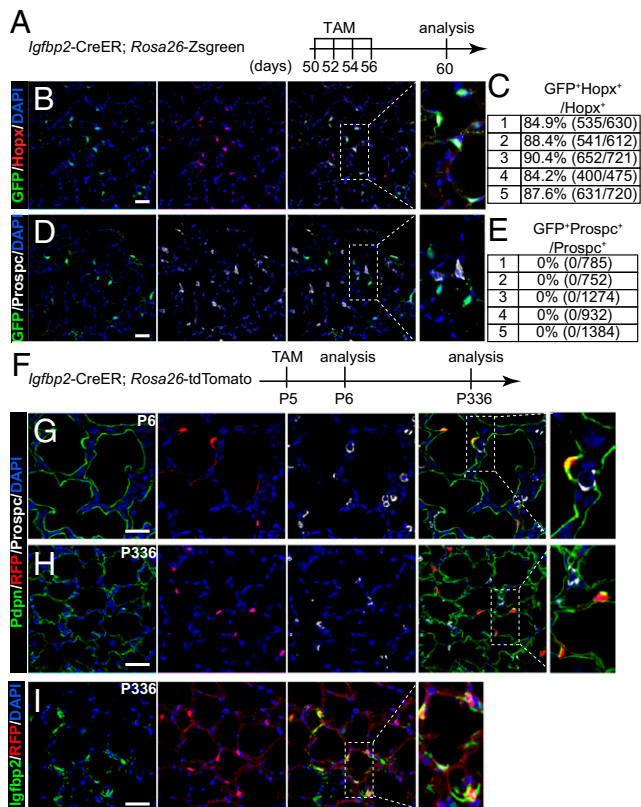 A
Igfbp2-CreER; Rosa26-Zsgreen
TAM
analysis
(days)
50 52 54 56
60
B
GFP/Hopx/DAPI
C
GFP⁺Hopx⁺
/Hopx⁺
1 84.9% (535/630)
2 88.4% (541/612)
3 90.4% (652/721)
4 84.2% (400/475)
5 87.6% (631/720)
D
GFP/Prospc/DAPI
E
GFP⁺Prospc⁺
/Prospc⁺
1 0% (0/785)
2 0% (0/752)
3 0% (0/1274)
4 0% (0/932)
5 0% (0/1384)
F
Igfbp2-CreER; Rosa26-tdTomato
TAM
analysis
analysis
P5
P6
P336
G
P6
Pdpn/RFP/Prospc/DAPI
H
P336
I
P336
Igfbp2/RFP/DAPI